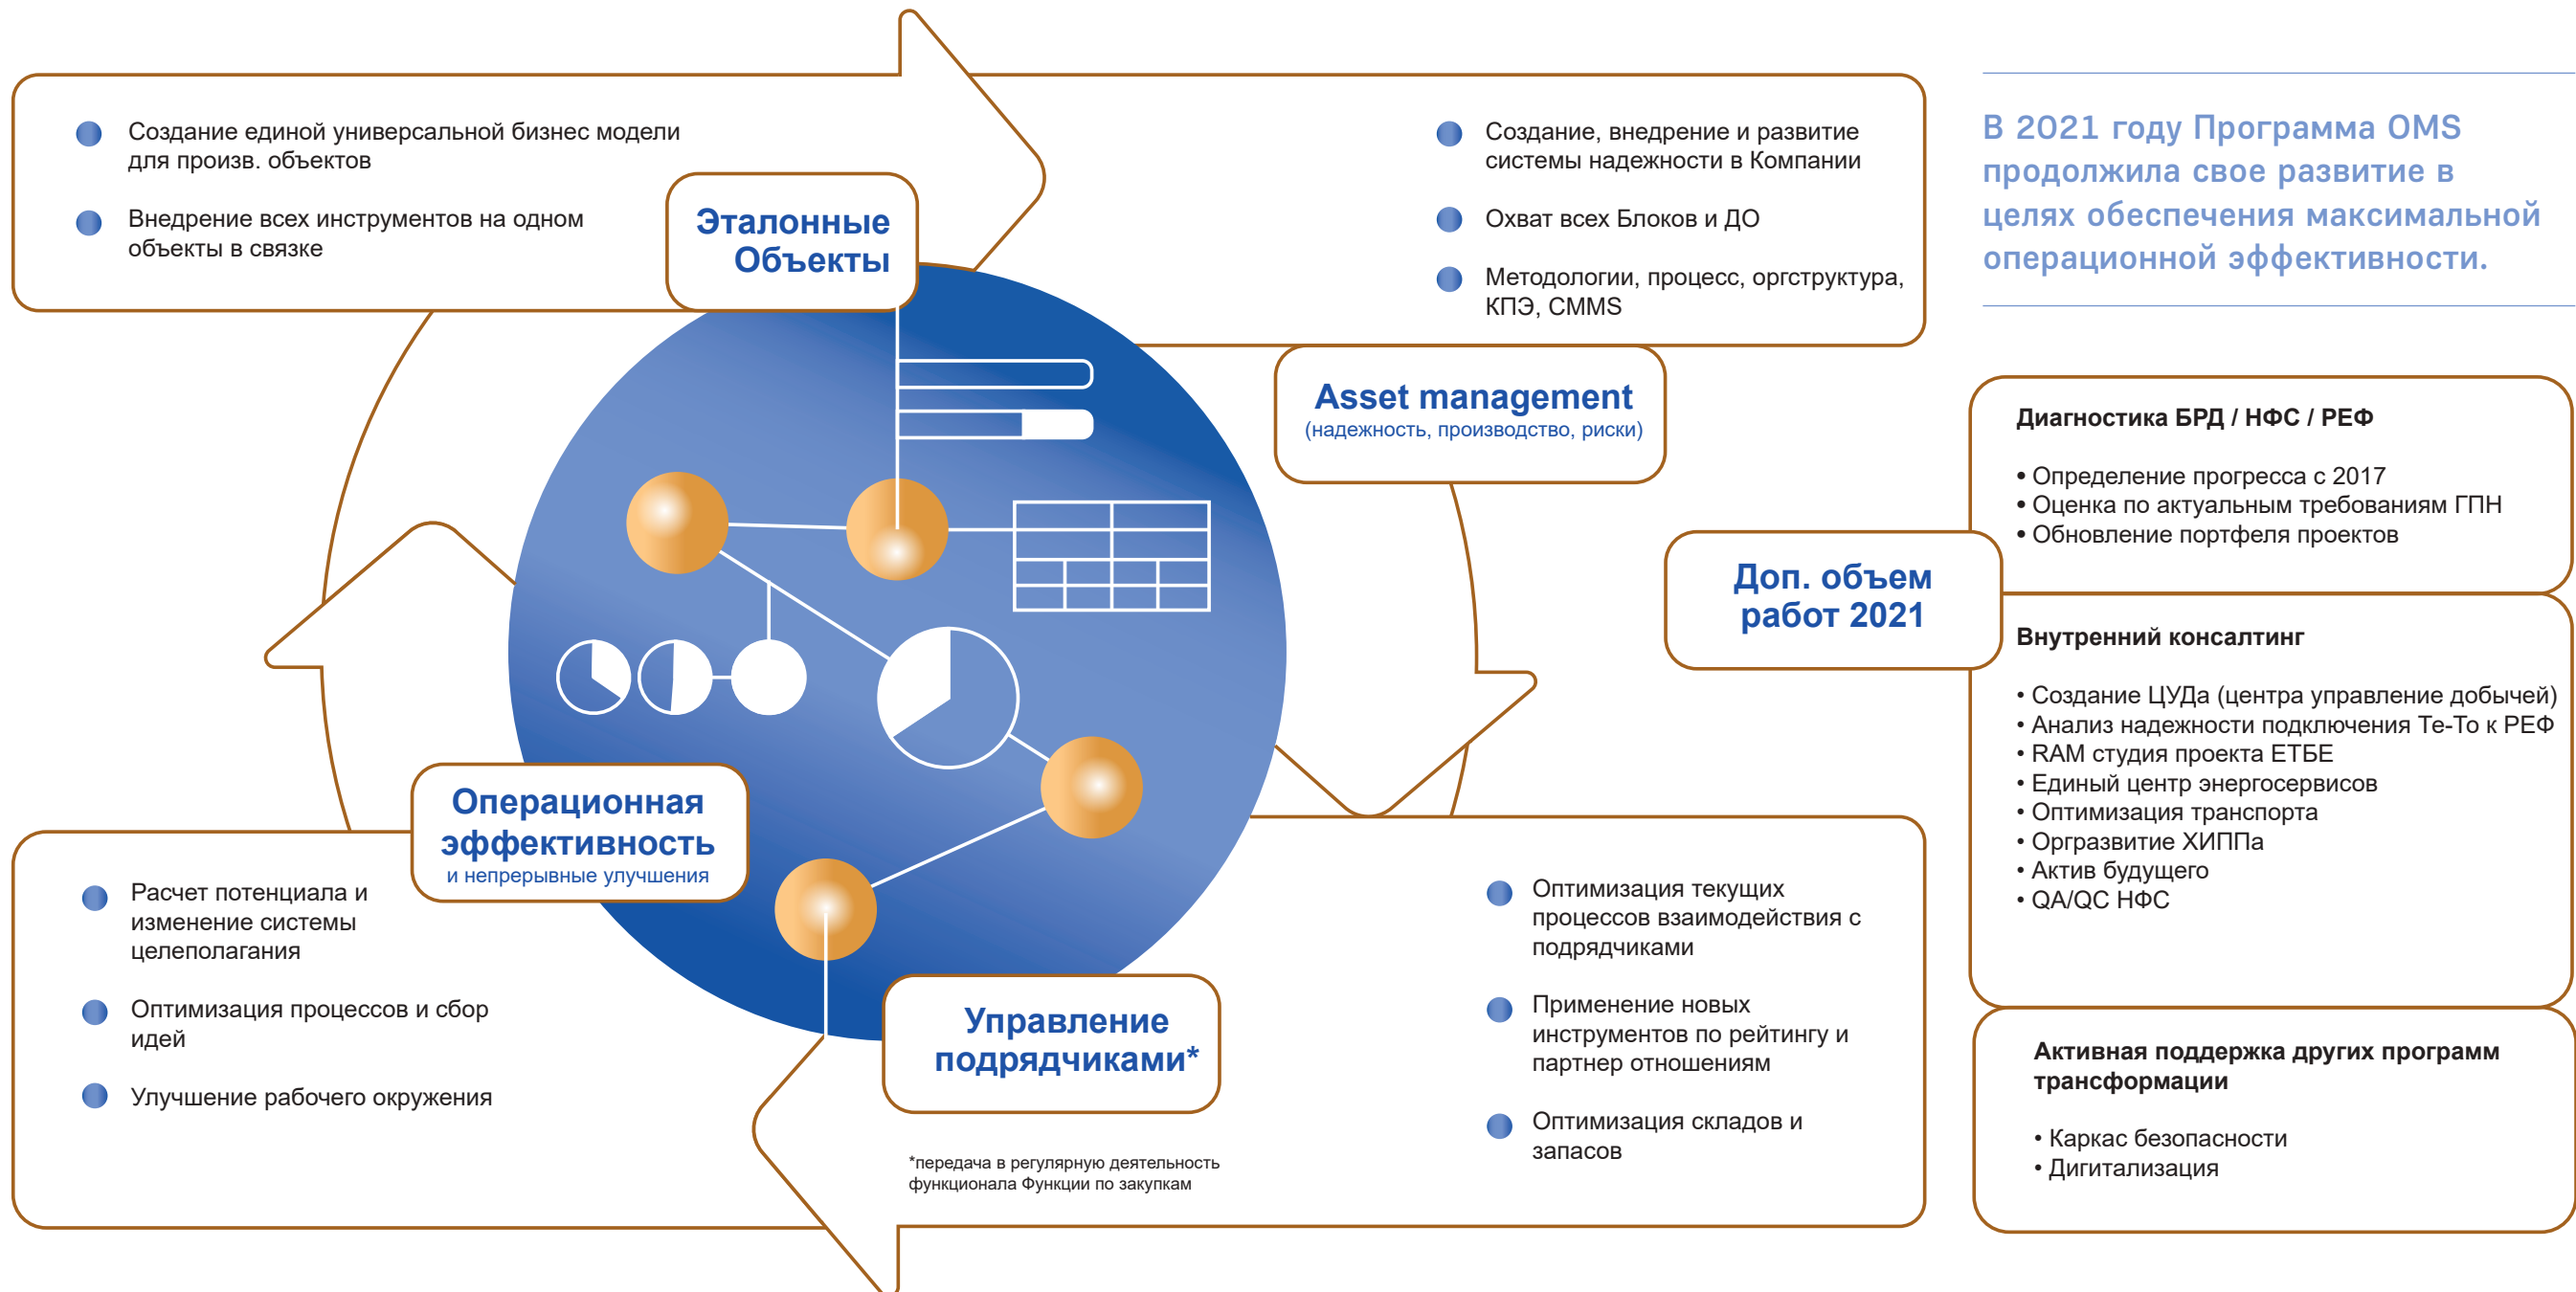 Создание единой универсальной бизнес модели
для произв. объектов
Внедрение всех инструментов на одном
объекты в связке
Эталонные
Объекты
Создание, внедрение и развитие
системы надежности в Компании
Охват всех Блоков и ДО
Методологии, процесс, оргструктура,
КПЭ, CMMS
Asset management
(надежность, производство, риски)
В 2021 году Программа OMS
продолжила свое развитие в
целях обеспечения максимальной
операционной эффективности.
Диагностика БРД / НФС / РЕФ
• Определение прогресса с 2017
• Оценка по актуальным требованиям ГПН
• Обновление портфеля проектов
Доп. объем
работ 2021
Внутренний консалтинг
• Создание ЦУДа (центра управление добычей)
• Анализ надежности подключения Те-То к РЕФ
• RAM студия проекта ЕТБЕ
• Единый центр энергосервисов
• Оптимизация транспорта
• Оргразвитие ХИППа
• Актив будущего
• QA/QC НФС
Активная поддержка других программ
трансформации
• Каркас безопасности
• Дигитализация
Операционная
эффективность
и непрерывные улучшения
Расчет потенциала и
изменение системы
целеполагания
Оптимизация процессов и сбор
идей
Улучшение рабочего окружения
Управление
подрядчиками*
*передача в регулярную деятельность
функционала Функции по закупкам
Оптимизация текущих
процессов взаимодействия с
подрядчиками
Применение новых
инструментов по рейтингу и
партнер отношениям
Оптимизация складов и
запасов